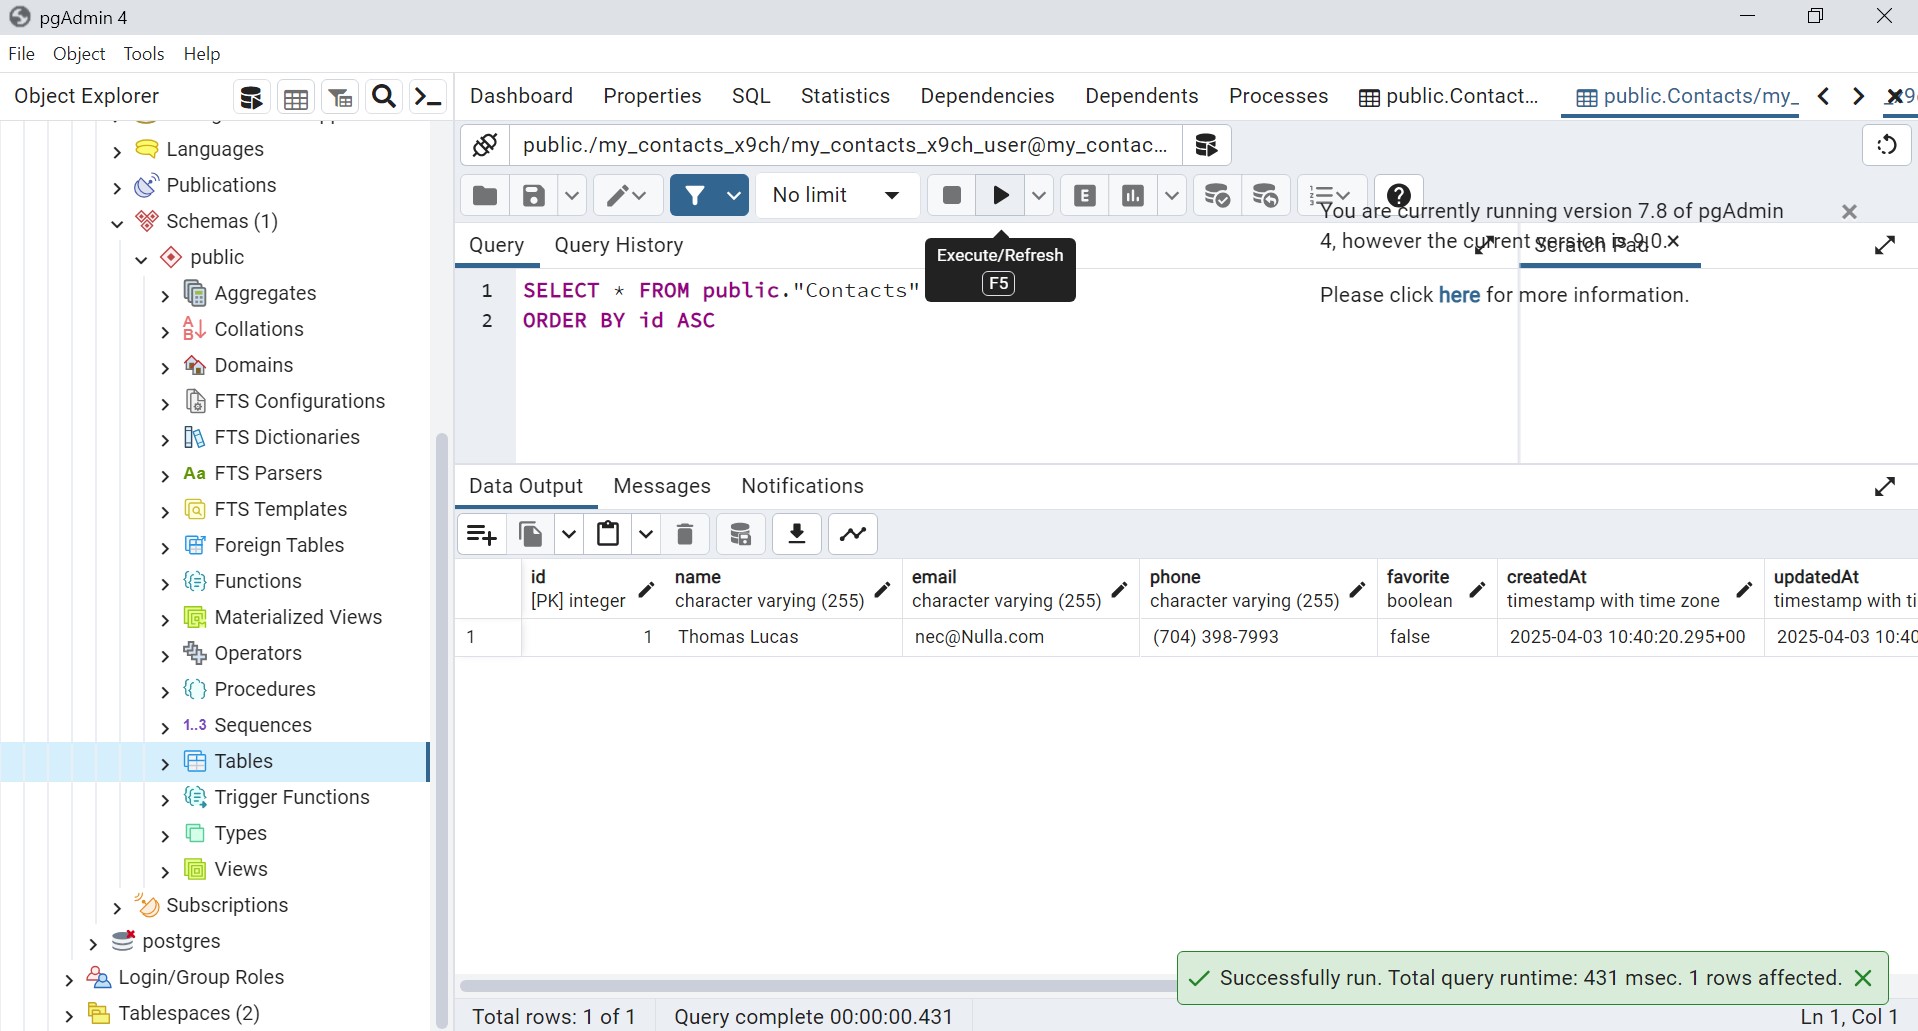 pgAdmin 4
File Object Tools Help
Object Explorer
Dashboard Properties SQL Statistics Dependencies Dependents Processes public.Contact... public.Contacts/my_
public./my_contacts_x9ch/my_contacts_x9ch_user@my_contac...
No limit
You are currently running version 7.8 of pgAdmin
4, however the current version is 9.0.
Please click here for more information.
Query Query History
Scratch Pad
Execute/Refresh
F5
1 SELECT * FROM public."Contacts"
2 ORDER BY id ASC
Languages
Publications
Schemas (1)
public
Aggregates
Collations
Domains
FTS Configurations
FTS Dictionaries
Aa FTS Parsers
FTS Templates
Foreign Tables
Functions
Materialized Views
Operators
Procedures
1..3 Sequences
Tables
Trigger Functions
Types
Views
Subscriptions
postgres
Login/Group Roles
Tablespaces (2)
Data Output Messages Notifications
id name email phone favorite createdAt updatedAt
[PK] integer character varying (255) character varying (255) character varying (255) boolean timestamp with time zone timestamp with ti
1 1 Thomas Lucas nec@Nulla.com (704) 398-7993 false 2025-04-03 10:40:20.295+00 2025-04-03 10:40
Successfully run. Total query runtime: 431 msec. 1 rows affected.
Total rows: 1 of 1 Query complete 00:00:00.431 Ln 1, Col 1